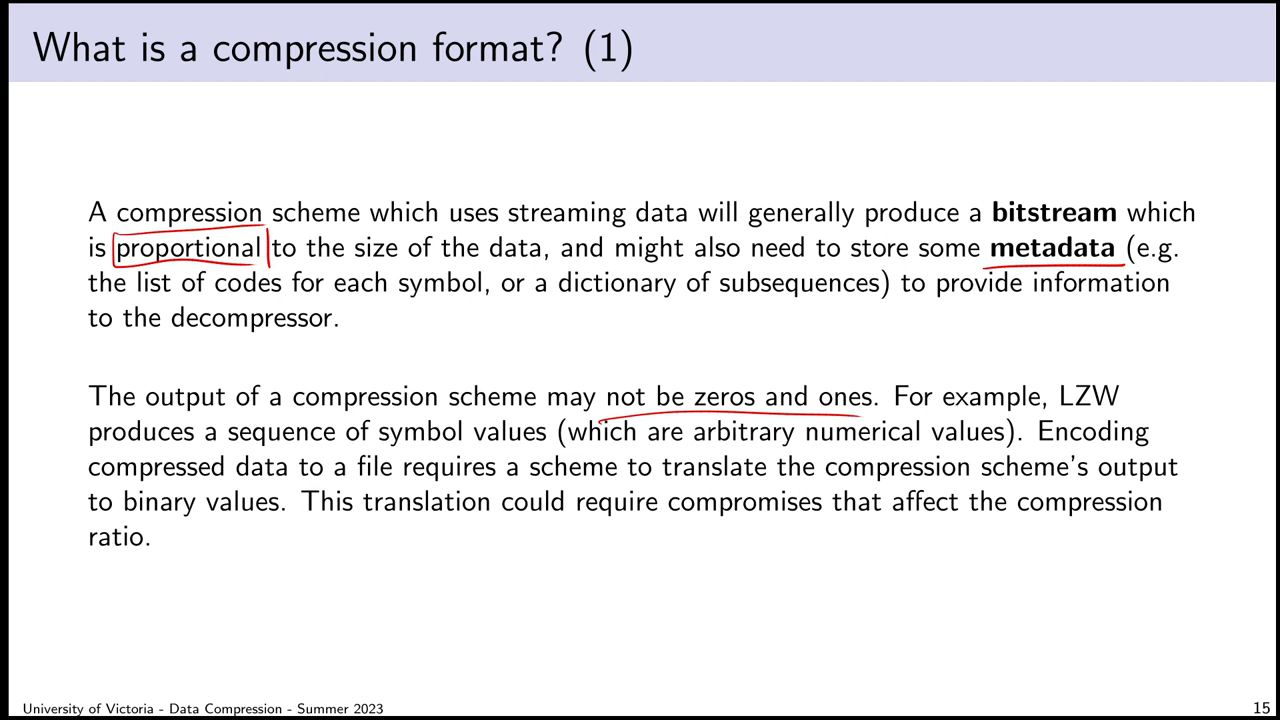 What is a compression format? (1)
A compression scheme which uses streaming data will generally produce a bitstream which
is proportional to the size of the data, and might also need to store some metadata (e.g.
the list of codes for each symbol, or a dictionary of subsequences) to provide information
to the decompressor.
The output of a compression scheme may not be zeros and ones. For example, LZW
produces a sequence of symbol values (which are arbitrary numerical values). Encoding
compressed data to a file requires a scheme to translate the compression scheme's output
to binary values. This translation could require compromises that affect the compression
ratio.
University of Victoria - Data Compression - Summer 2023
15